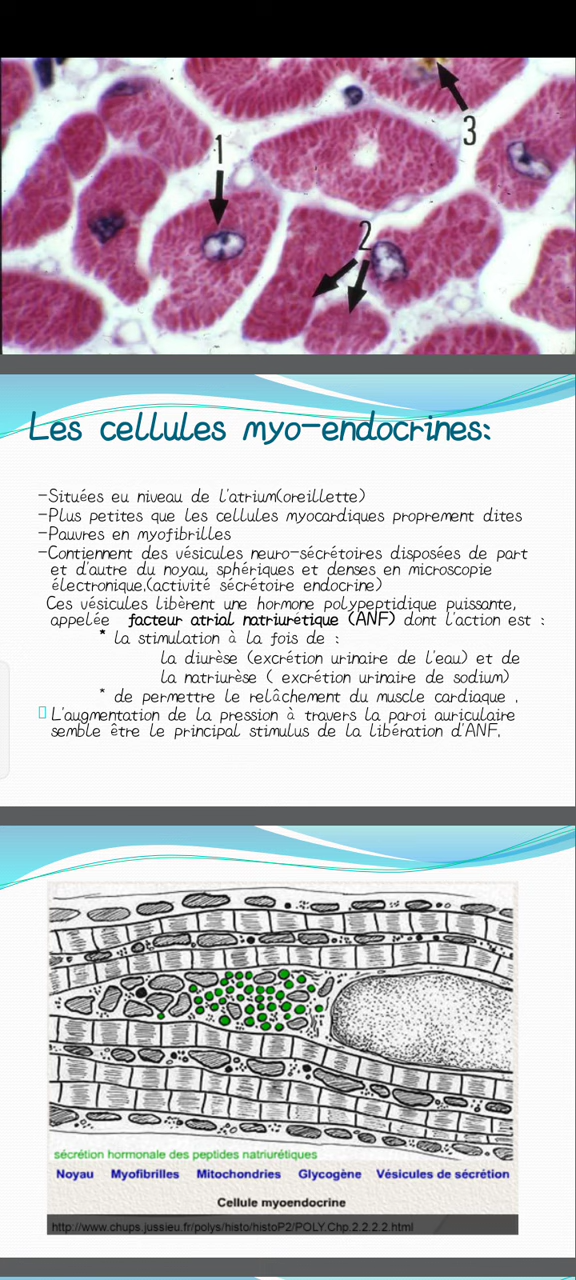 1
3
2
Les cellules myo-endocrines:
-Situées eu niveau de l'atrium(oreillette)
-Plus petites que les cellules myocardiques proprement dites
-Pauvres en myofibrilles
-Contiennent des vésicules neuro-sécrétoires disposées de part
et d'autre du noyau, sphériques et denses en microscopie
électronique.(activité sécrétoire endocrine)
Ces vésicules libèrent une hormone polypeptidique puissante,
appelée facteur atrial natriurétique (ANF) dont l'action est :
* la stimulation à la fois de :
la diurèse (excrétion urinaire de l'eau) et de
la natriurèse ( excrétion urinaire de sodium)
* de permettre le relâchement du muscle cardiaque .
L'augmentation de la pression à travers la paroi auriculaire
semble être le principal stimulus de la libération d'ANF.
sécrétion hormonale des peptides natriurétiques
Noyau Myofibrilles Mitochondries Glycogène Vésicules de sécrétion
Cellule myoendocrine
http://www.chups.jussieu.fr/polys/histo/histoP2/POLY.Chp.2.2.2.2.html